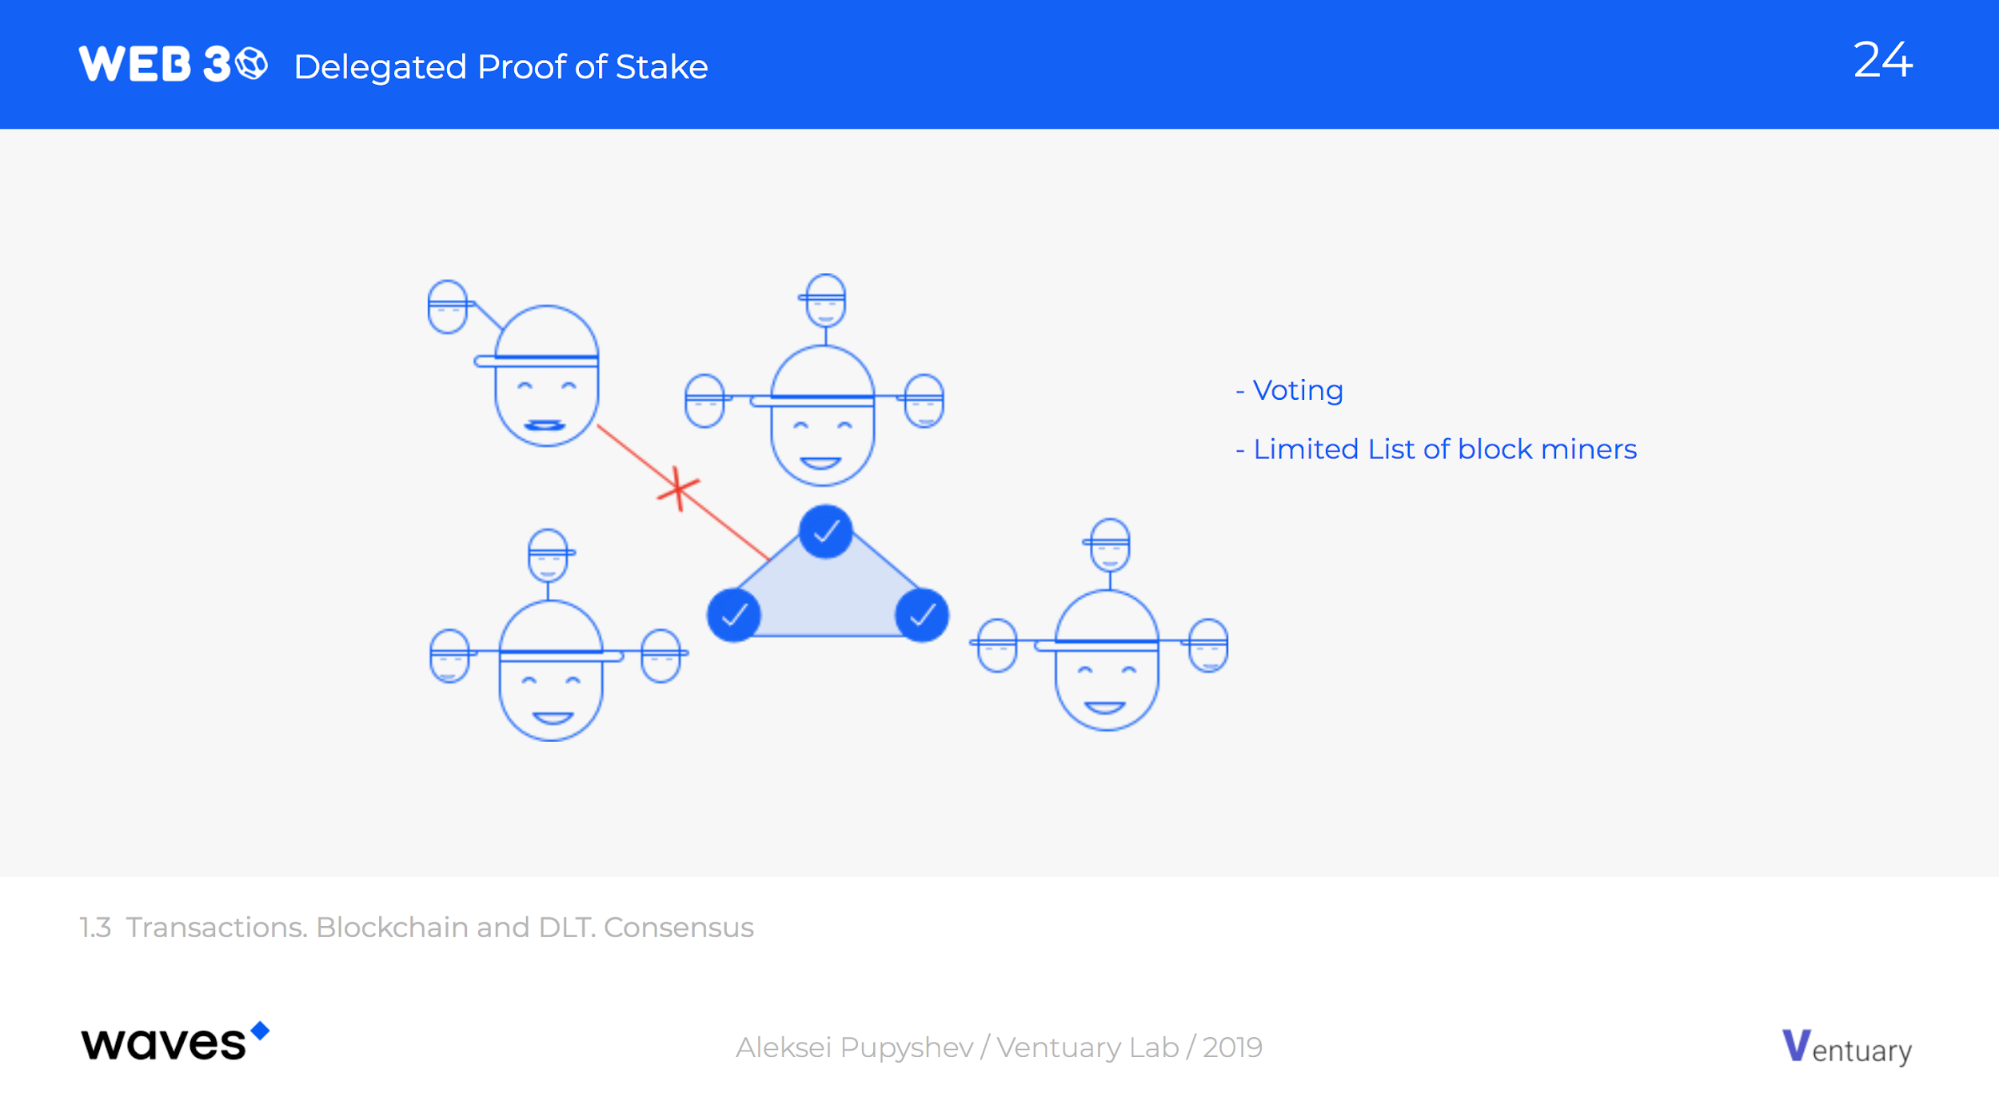 WEB 3
Delegated Proof of Stake
24
- Voting
- Limited List of block miners
1.3 Transactions. Blockchain and DLT. Consensus
waves
Aleksei Pupyshev / Ventuary Lab / 2019
Ventuary